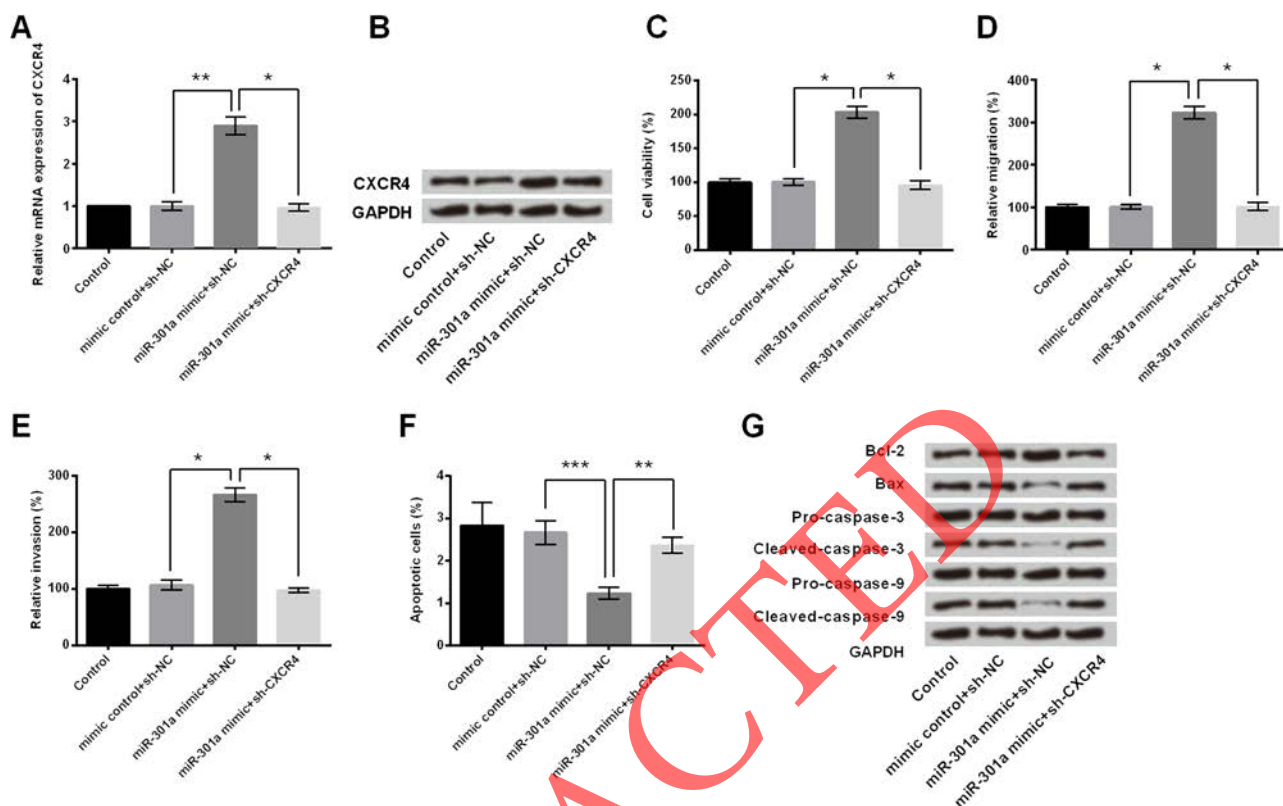 A
Relative mRNA expression of CXCR4
4
3
2
1
0
**
*
Control
mimic control+sh-NC
miR-301a mimic+sh-NC
miR-301a mimic+sh-CXCR4
B
CXCR4
GAPDH
Control
mimic control+sh-NC
miR-301a mimic+sh-NC
miR-301a mimic+sh-CXCR4
C
Cell viability (%)
250
200
150
100
50
0
*
*
Control
mimic control+sh-NC
miR-301a mimic+sh-NC
miR-301a mimic+sh-CXCR4
D
Relative migration (%)
400
300
200
100
0
*
*
Control
mimic control+sh-NC
miR-301a mimic+sh-NC
miR-301a mimic+sh-CXCR4
E
Relative invasion (%)
300
200
100
0
*
*
Control
mimic control+sh-NC
miR-301a mimic+sh-NC
miR-301a mimic+sh-CXCR4
F
Apoptotic cells (%)
4
3
2
1
0
***
**
Control
mimic control+sh-NC
miR-301a mimic+sh-NC
miR-301a mimic+sh-CXCR4
G
Bcl-2
Bax
Pro-caspase-3
Cleaved-caspase-3
Pro-caspase-9
Cleaved-caspase-9
GAPDH
Control
mimic control+sh-NC
miR-301a mimic+sh-NC
miR-301a mimic+sh-CXCR4
ACTED